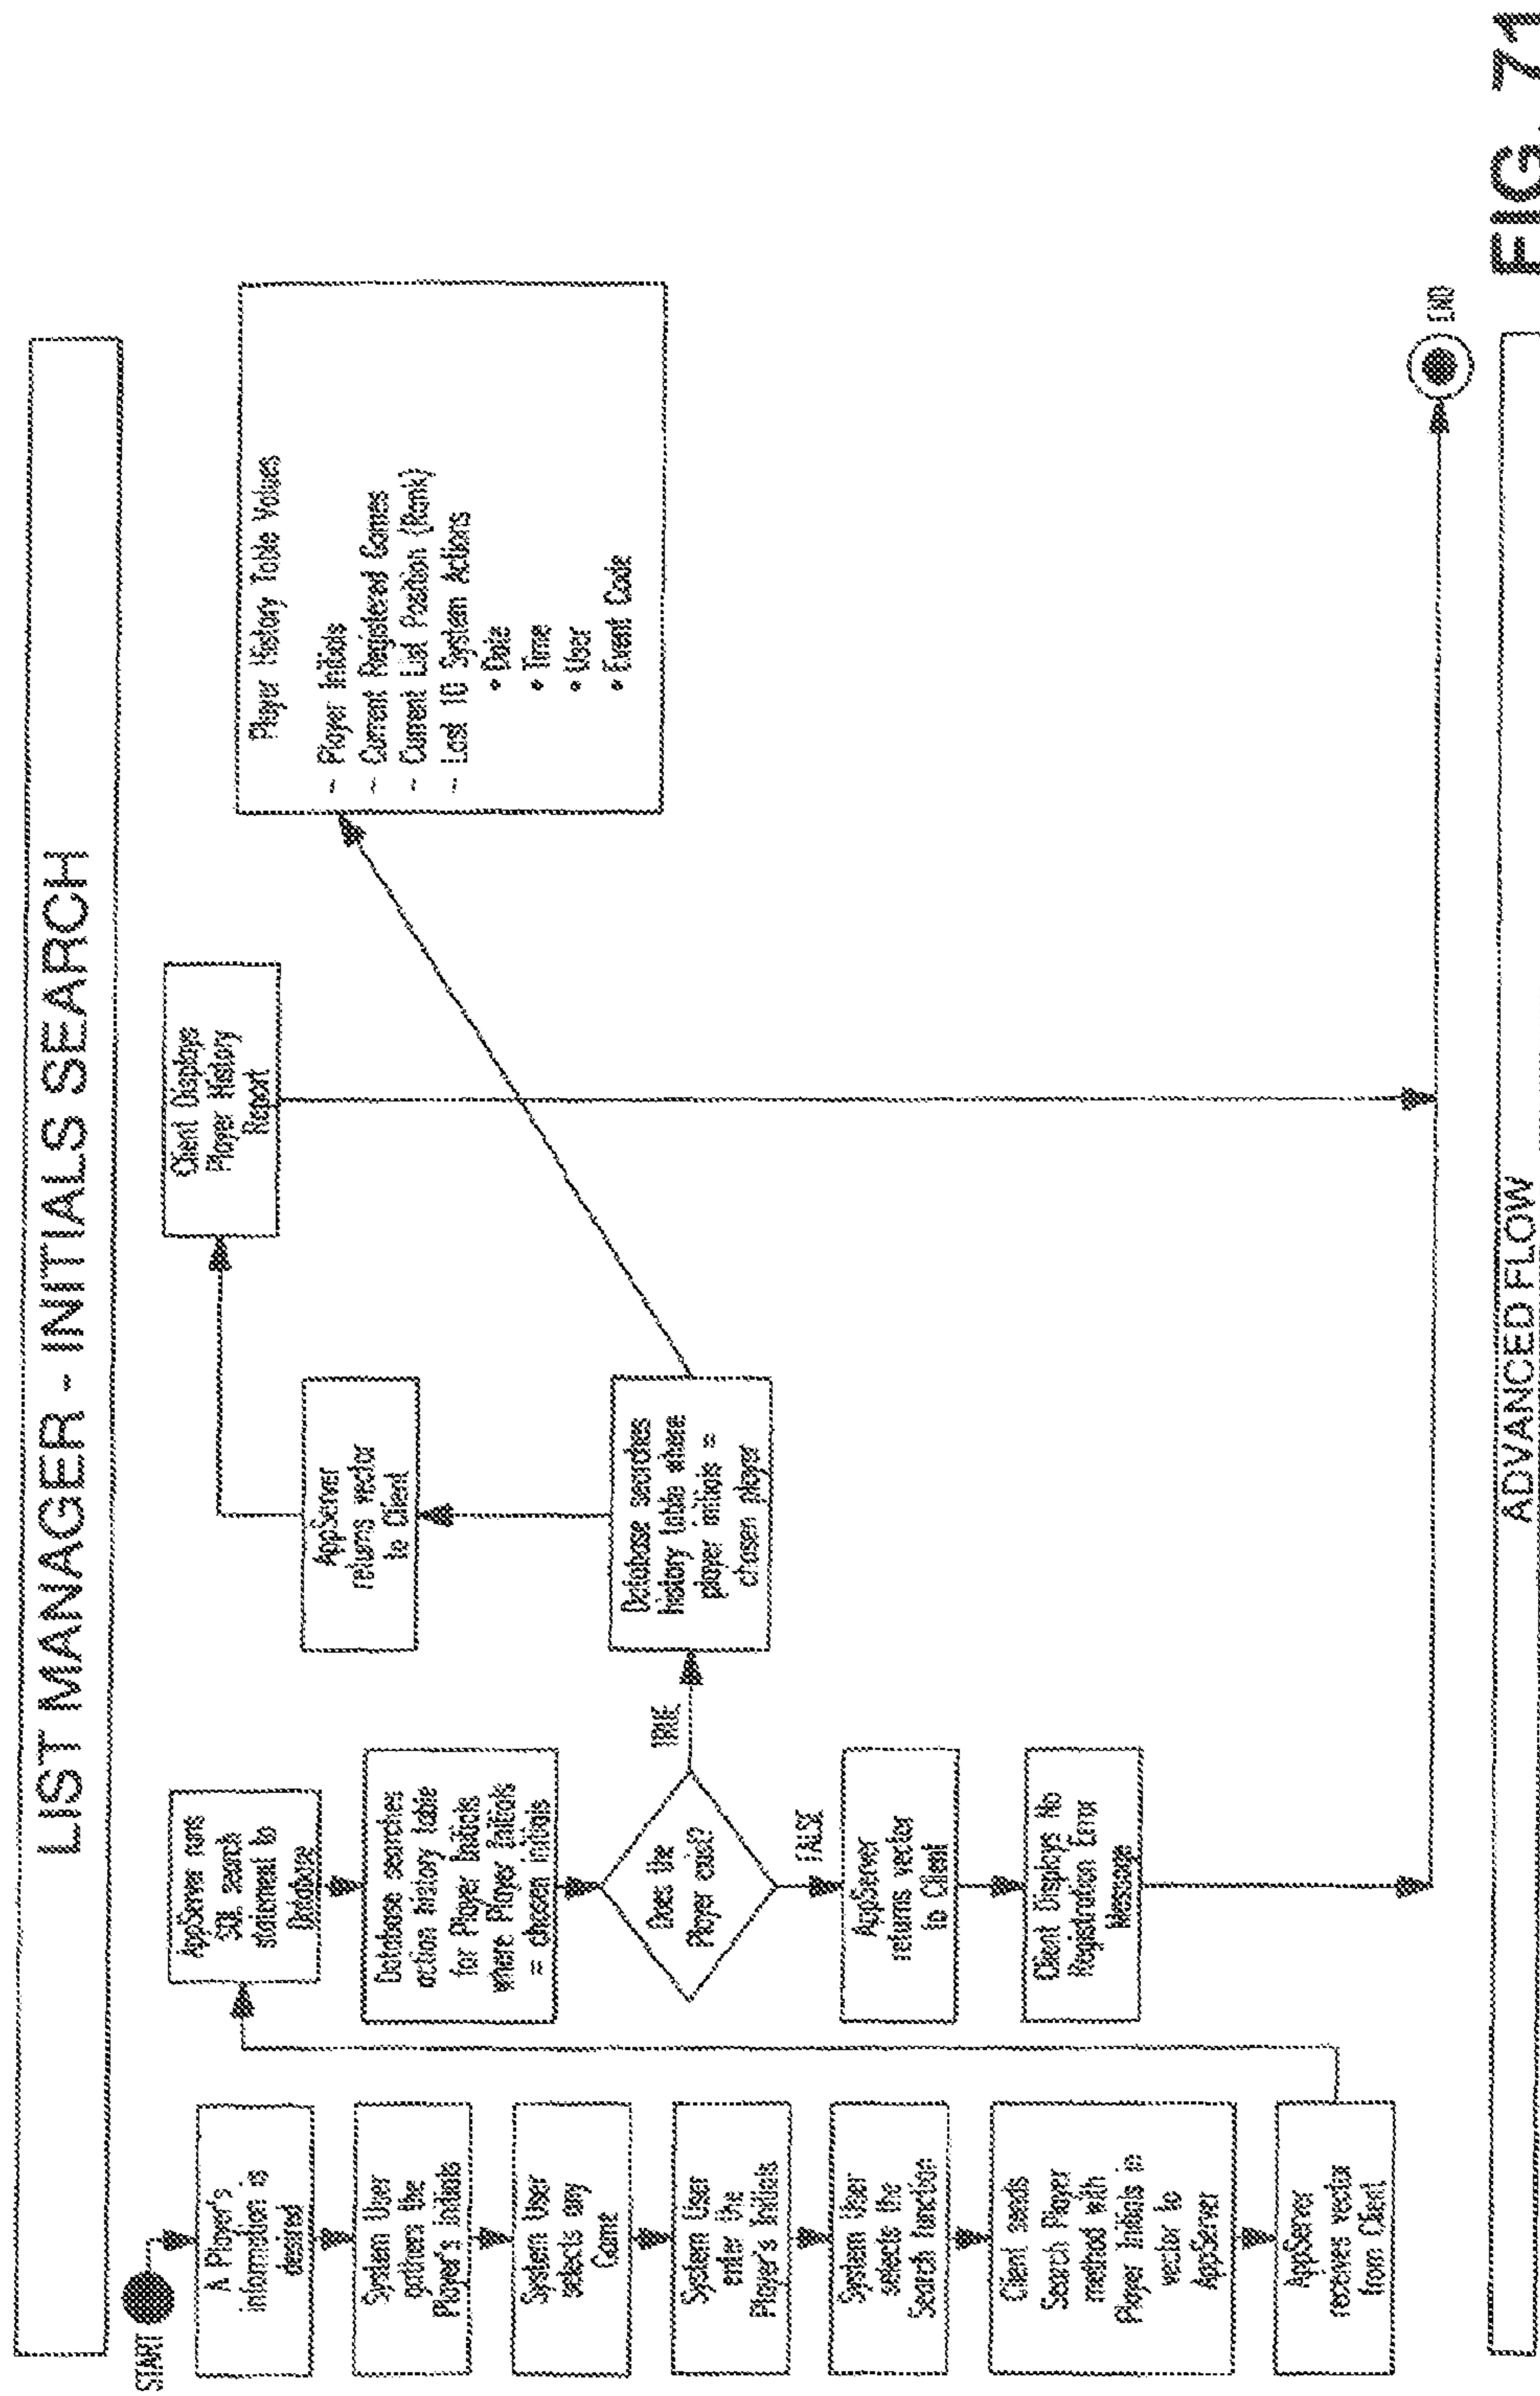 LIST MANAGER - INITIALS SEARCH
START
A Player's
information is
desired
System User
gathers the
Player's initials
System User
selects any
Game
System User
enter the
Player's Initials
System User
selects the
Search function
Client sends
Search Player
method with
Player Initials in
vector to
AppServer
AppServer
receives vector
from Client
AppServer runs
SQL search
statement to
Database
Database searches
action history table
for Player Initials
where Player Initials
= chosen initials
Does the
Player exist?
TRUE
FALSE
AppServer
returns vector
to Client
Client Displays No
Registration Error
Message
Database searches
history table where
player initials =
chosen player
AppServer
returns vector
to Client
Client Displays
Player History
Report
Player History Table Values
- Player Initials
- Current Registered Games
- Current List Position (Rank)
- Last 10 System Actions
• Date
• Time
• User
• Event Code
END
ADVANCED FLOW
FIG. 71